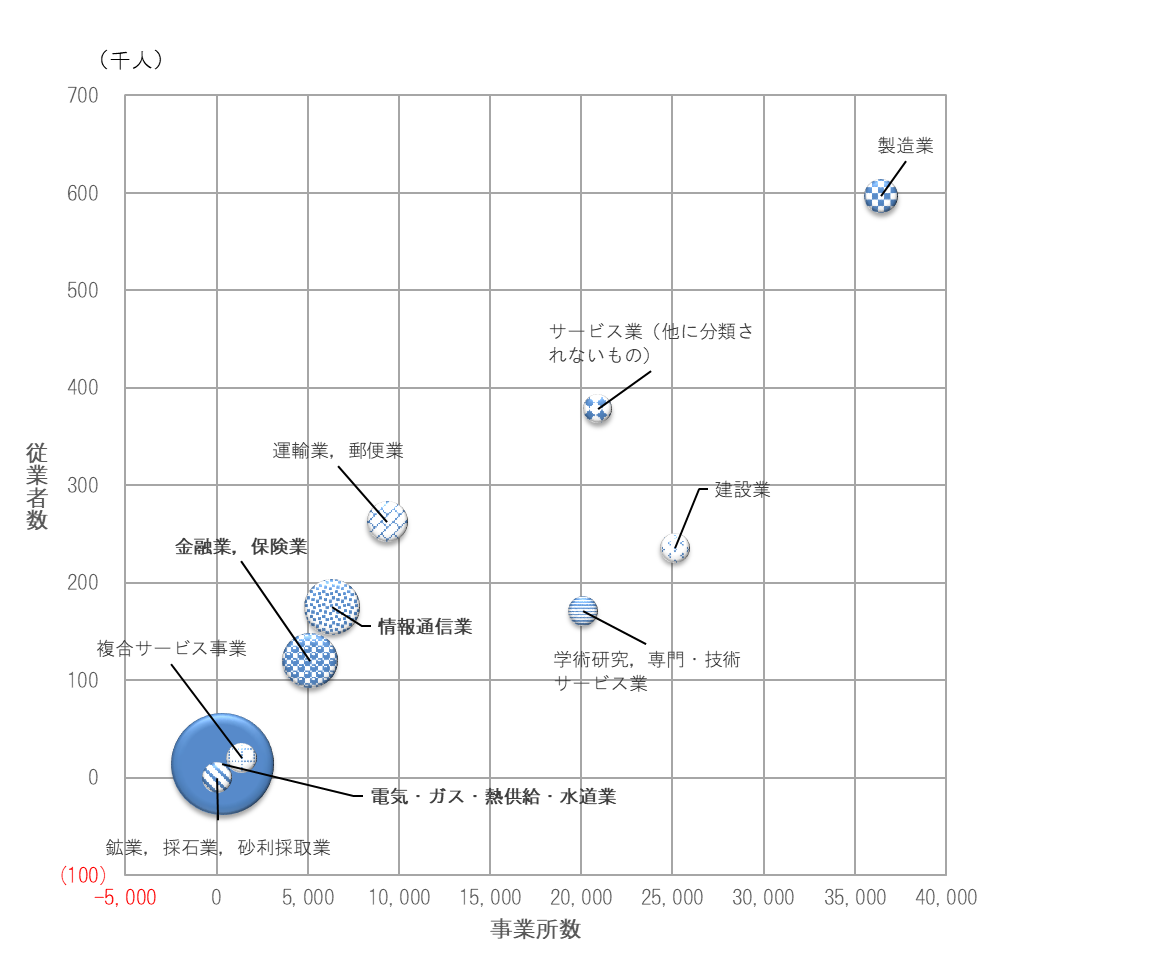 （千人）
700
製造業
600
500
サービス業（他に分類さ
れないもの）
400
運輸業，郵便業
300
建設業
従業者数
金融業，保険業
200
情報通信業
複合サービス事業
学術研究，専門・技術
サービス業
100
0
電気・ガス・熱供給・水道業
鉱業，採石業，砂利採取業
(100)
-5,000 0 5,000 10,000 15,000 20,000 25,000 30,000 35,000 40,000
事業所数